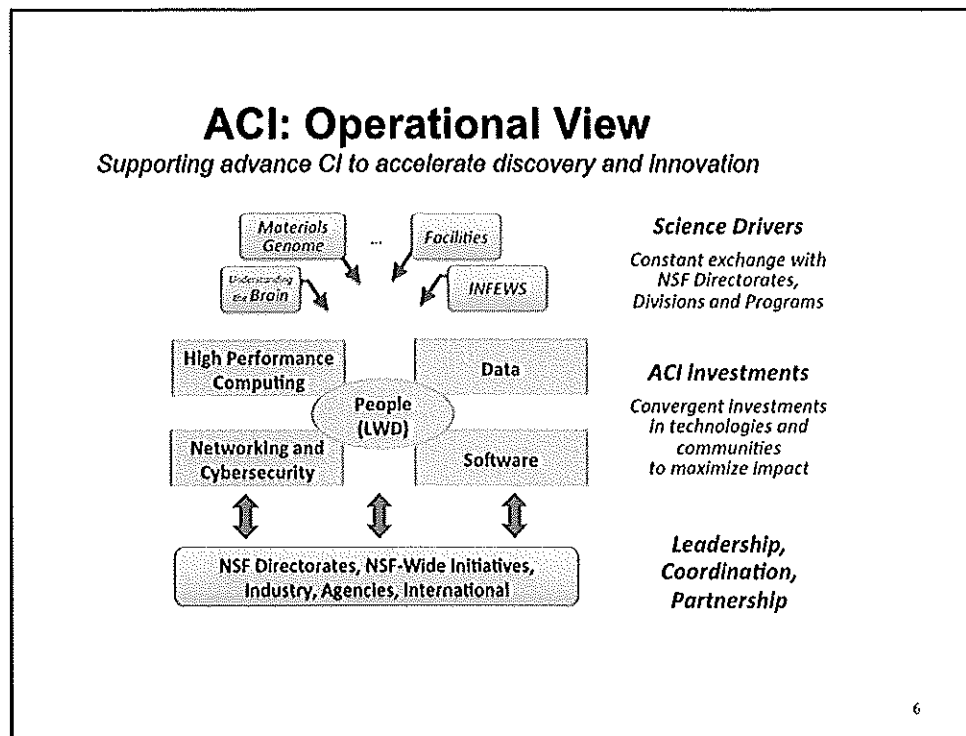 ACI: Operational View
Supporting advance CI to accelerate discovery and Innovation
Materials
Genome
...
Facilities
Understanding
the Brain
INFEWS
Science Drivers
Constant exchange with
NSF Directorates,
Divisions and Programs
High Performance
Computing
Data
People
(LWD)
Networking and
Cybersecurity
Software
ACI Investments
Convergent Investments
in technologies and
communities
to maximize impact
NSF Directorates, NSF-Wide Initiatives,
Industry, Agencies, International
Leadership,
Coordination,
Partnership
6